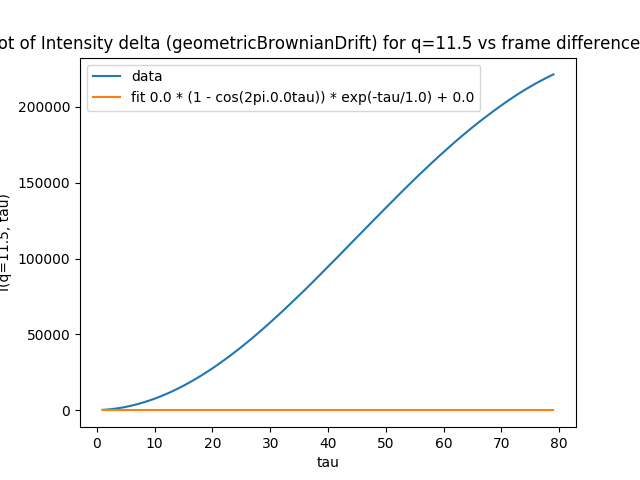 ot of Intensity delta (geometricBrownianDrift) for q=11.5 vs frame difference
data
fit 0.0 * (1 - cos(2pi.0.0tau)) * exp(-tau/1.0) + 0.0
200000
150000
100000
50000
0
I(q=11.5, tau)
0 10 20 30 40 50 60 70 80
tau